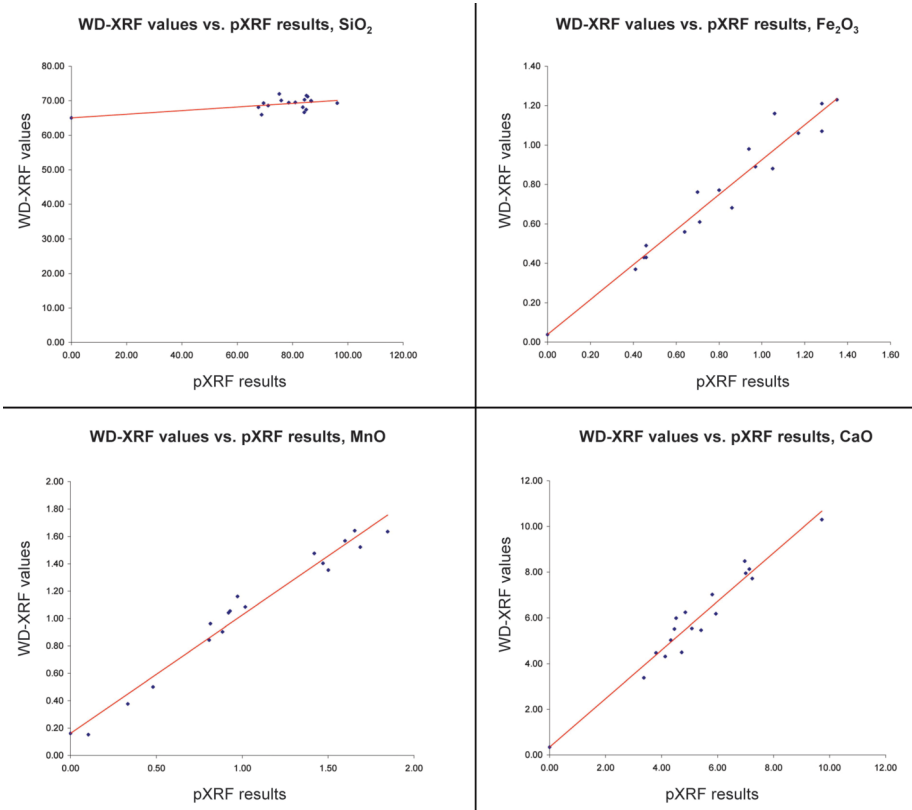 WD-XRF values vs. pXRF results, SiO₂
80.00
70.00
60.00
50.00
40.00
30.00
20.00
10.00
0.00
WD-XRF values
0.00 20.00 40.00 60.00 80.00 100.00 120.00
pXRF results
WD-XRF values vs. pXRF results, Fe₂O₃
1.40
1.20
1.00
0.80
0.60
0.40
0.20
0.00
WD-XRF values
0.00 0.20 0.40 0.60 0.80 1.00 1.20 1.40 1.60
pXRF results
WD-XRF values vs. pXRF results, MnO
2.00
1.80
1.60
1.40
1.20
1.00
0.80
0.60
0.40
0.20
0.00
WD-XRF values
0.00 0.50 1.00 1.50 2.00
pXRF results
WD-XRF values vs. pXRF results, CaO
12.00
10.00
8.00
6.00
4.00
2.00
0.00
WD-XRF values
0.00 2.00 4.00 6.00 8.00 10.00 12.00
pXRF results